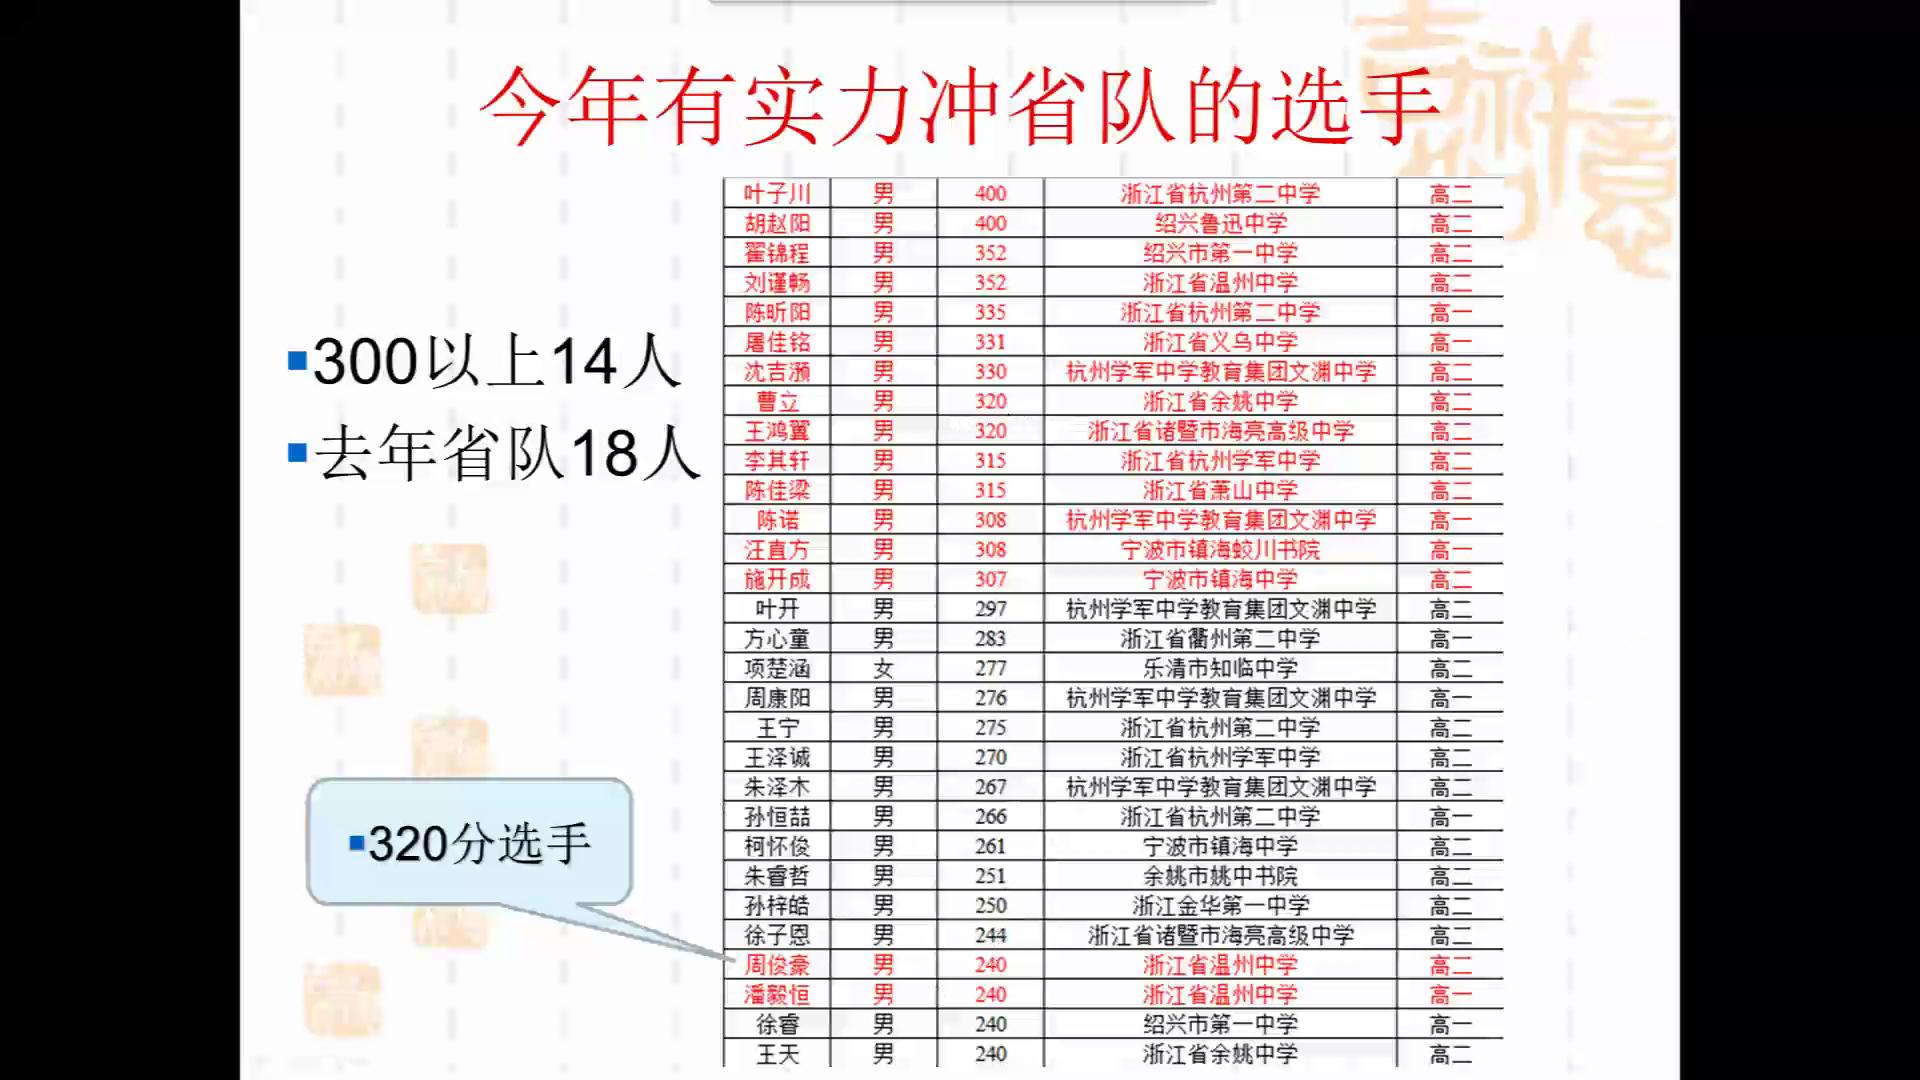 今年有实力冲省队的选手
▪300以上14人
▪去年省队18人
▪320分选手
叶子川 男 400 浙江省杭州第二中学 高二
胡赵阳 男 400 绍兴鲁迅中学 高二
翟锦程 男 352 绍兴市第一中学 高二
刘谨畅 男 352 浙江省温州中学 高二
陈昕阳 男 335 浙江省杭州第二中学 高一
屠佳铭 男 331 浙江省义乌中学 高一
沈吉滪 男 330 杭州学军中学教育集团文渊中学 高二
曹立 男 320 浙江省余姚中学 高二
王鸿翼 男 320 浙江省诸暨市海亮高级中学 高二
李其轩 男 315 浙江省杭州学军中学 高二
陈佳梁 男 315 浙江省萧山中学 高二
陈诺 男 308 杭州学军中学教育集团文渊中学 高一
汪直方 男 308 宁波市镇海蛟川书院 高一
施开成 男 307 宁波市镇海中学 高二
叶开 男 297 杭州学军中学教育集团文渊中学 高二
方心童 男 283 浙江省衢州第二中学 高一
项楚涵 女 277 乐清市知临中学 高二
周康阳 男 276 杭州学军中学教育集团文渊中学 高一
王宁 男 275 浙江省杭州第二中学 高二
王泽诚 男 270 浙江省杭州学军中学 高二
朱泽木 男 267 杭州学军中学教育集团文渊中学 高二
孙恒喆 男 266 浙江省杭州第二中学 高一
柯怀俊 男 261 宁波市镇海中学 高二
朱睿哲 男 251 余姚市姚中书院 高二
孙梓皓 男 250 浙江金华第一中学 高二
徐子恩 男 244 浙江省诸暨市海亮高级中学 高二
周俊豪 男 240 浙江省温州中学 高二
潘毅恒 男 240 浙江省温州中学 高一
徐睿 男 240 绍兴市第一中学 高一
王天 男 240 浙江省余姚中学 高二